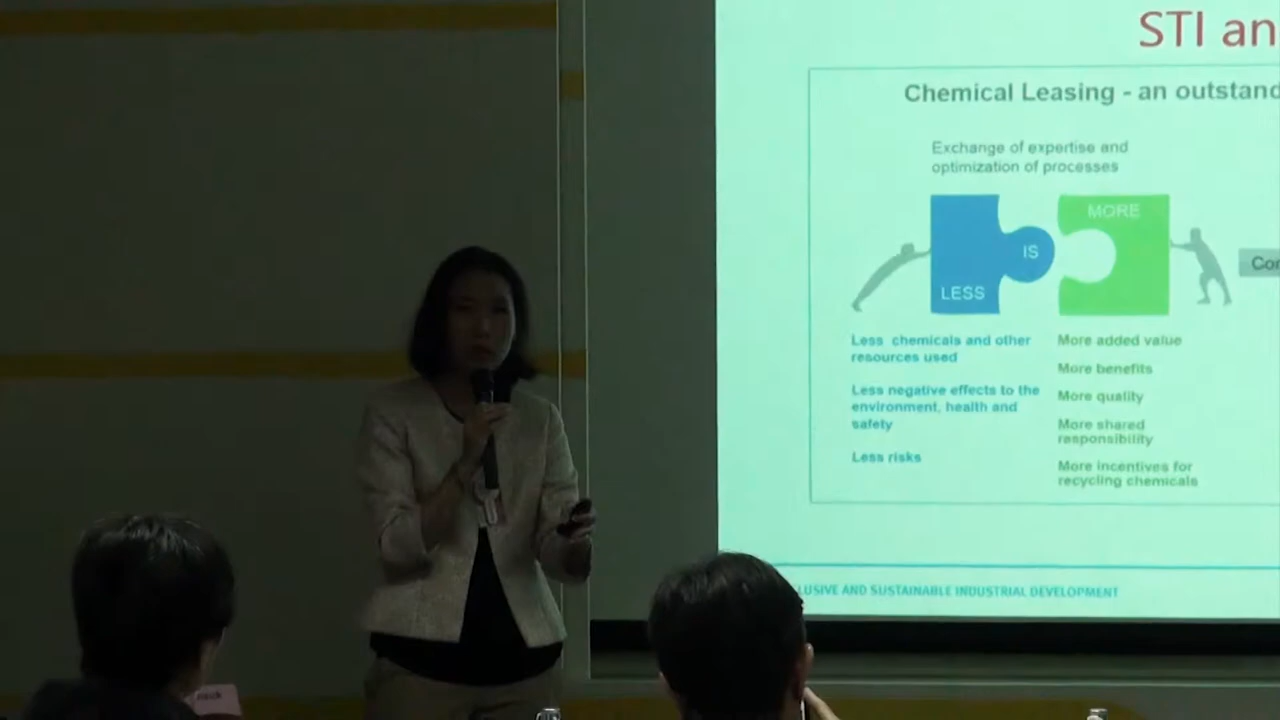 STI an
Chemical Leasing - an outstand
Exchange of expertise and
optimization of processes
MORE
IS
LESS
Cor
Less chemicals and other
resources used
Less negative effects to the
environment, health and
safety
Less risks
More added value
More benefits
More quality
More shared
responsibility
More incentives for
recycling chemicals
LUSIVE AND SUSTAINABLE INDUSTRIAL DEVELOPMENT